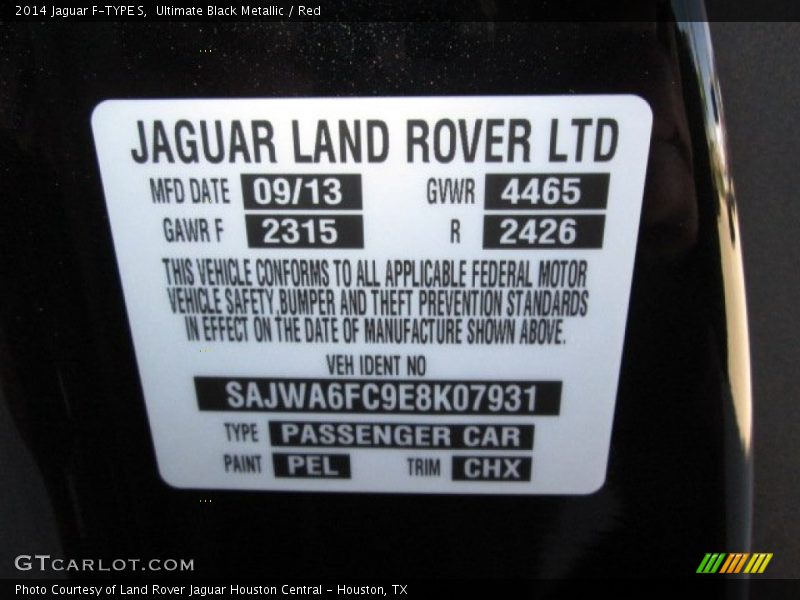 2014 Jaguar F-TYPE S, Ultimate Black Metallic / Red
JAGUAR LAND ROVER LTD
MFD DATE 09/13 GVWR 4465
GAWR F 2315 R 2426
THIS VEHICLE CONFORMS TO ALL APPLICABLE FEDERAL MOTOR
VEHICLE SAFETY,BUMPER AND THEFT PREVENTION STANDARDS
IN EFFECT ON THE DATE OF MANUFACTURE SHOWN ABOVE.
VEH IDENT NO
SAJWA6FC9E8K07931
TYPE PASSENGER CAR
PAINT PEL TRIM CHX
GTCARLOT.COM
Photo Courtesy of Land Rover Jaguar Houston Central - Houston, TX